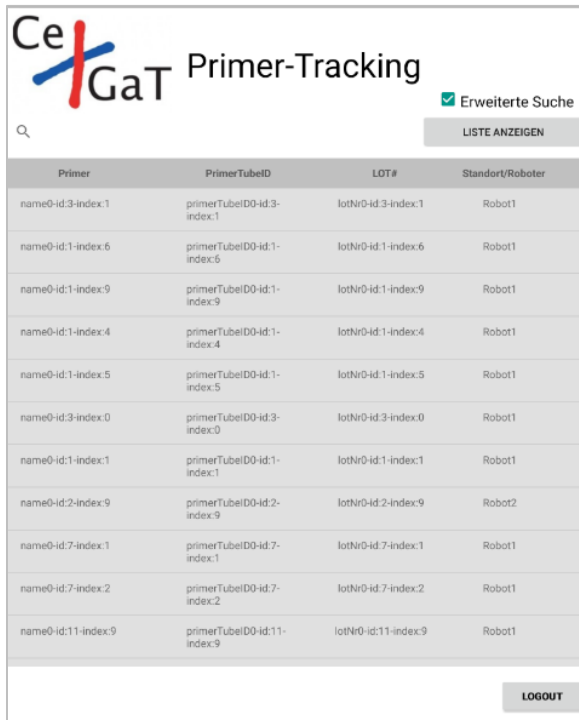 CeGaT
Primer-Tracking
Erweiterte Suche
LISTE ANZEIGEN
Primer PrimerTubeID LOT# Standort/Roboter
name0-id:3-index:1 primerTubeID0-id:3- lotNr0-id:3-index:1 Robot1
index:1
name0-id:1-index:6 primerTubeID0-id:1- lotNr0-id:1-index:6 Robot1
index:6
name0-id:1-index:9 primerTubeID0-id:1- lotNr0-id:1-index:9 Robot1
index:9
name0-id:1-index:4 primerTubeID0-id:1- lotNr0-id:1-index:4 Robot1
index:4
name0-id:1-index:5 primerTubeID0-id:1- lotNr0-id:1-index:5 Robot1
index:5
name0-id:3-index:0 primerTubeID0-id:3- lotNr0-id:3-index:0 Robot1
index:0
name0-id:1-index:1 primerTubeID0-id:1- lotNr0-id:1-index:1 Robot1
index:1
name0-id:2-index:9 primerTubeID0-id:2- lotNr0-id:2-index:9 Robot2
index:9
name0-id:7-index:1 primerTubeID0-id:7- lotNr0-id:7-index:1 Robot1
index:1
name0-id:7-index:2 primerTubeID0-id:7- lotNr0-id:7-index:2 Robot1
index:2
name0-id:11-index:9 primerTubeID0-id:11- lotNr0-id:11-index:9 Robot1
index:9
LOGOUT